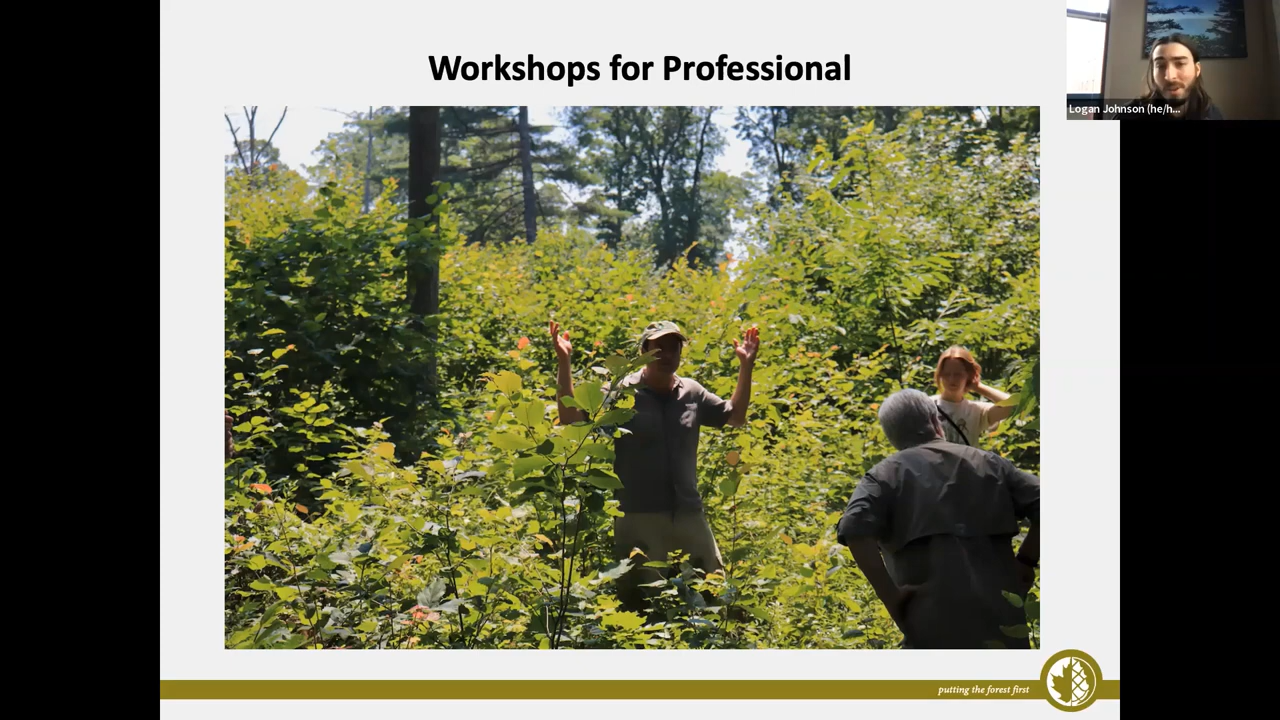 Workshops for Professional
Logan Johnson (he/h...
putting the forest first